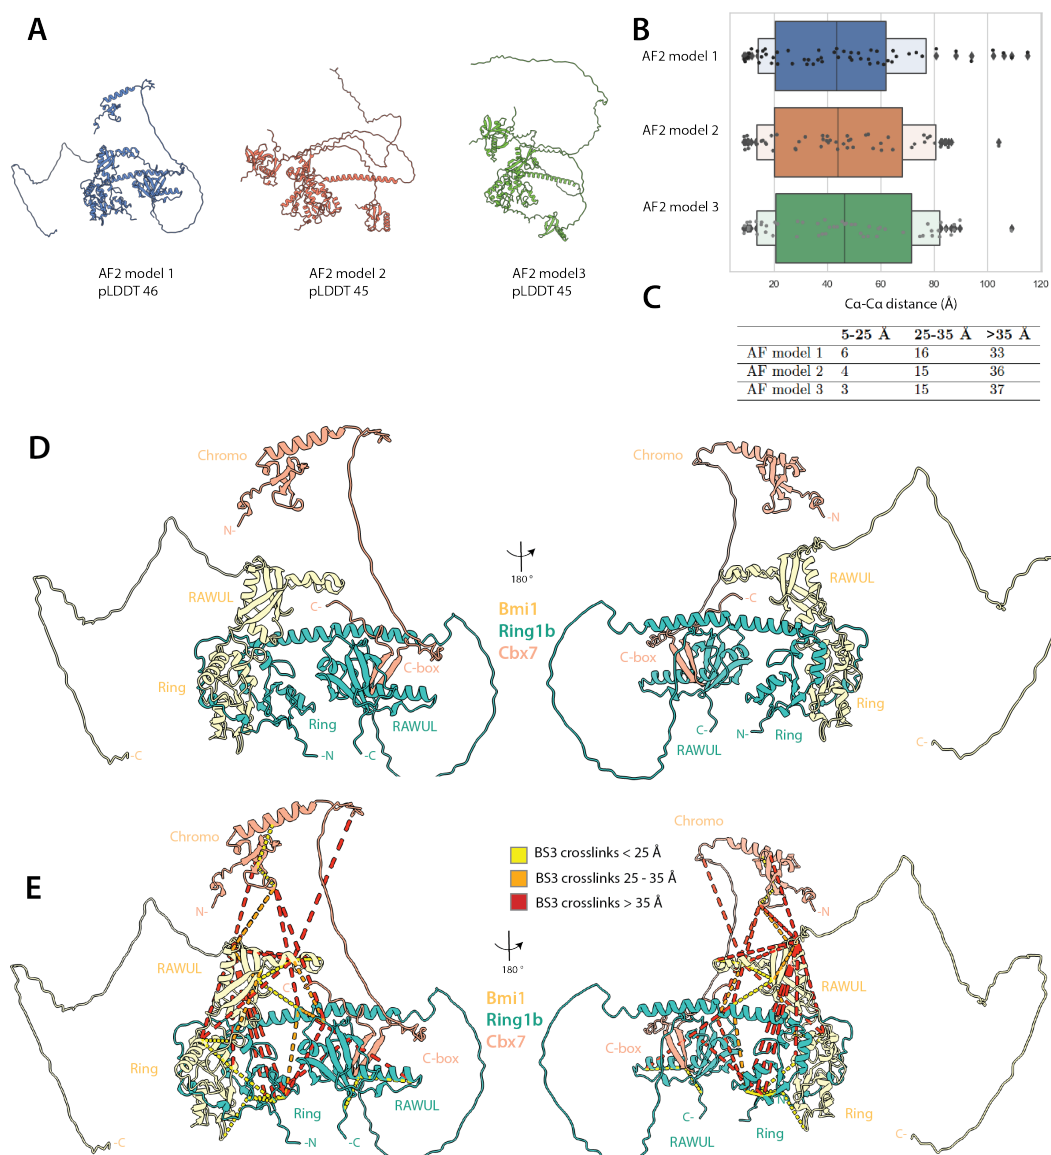 A
AF2 model 1
pLDDT 46
AF2 model 2
pLDDT 45
AF2 model3
pLDDT 45
B
AF2 model 1
AF2 model 2
AF2 model 3
20 40 60 80 100 120
Cα-Cα distance (Å)
C
5-25 Å 25-35 Å >35 Å
AF model 1 6 16 33
AF model 2 4 15 36
AF model 3 3 15 37
D
Chromo
N-
RAWUL
C-
Ring
C-box
Ring
RAWUL
-N
-C
-C
180°
Bmi1
Ring1b
Cbx7
Chromo
-N
RAWUL
-C
C-box
Ring
C-
RAWUL
N-
Ring
C-
E
Chromo
N-
RAWUL
C-
Ring
C-box
Ring
RAWUL
-N
-C
-C
BS3 crosslinks < 25 Å
BS3 crosslinks 25 - 35 Å
BS3 crosslinks > 35 Å
180°
Bmi1
Ring1b
Cbx7
Chromo
-N
RAWUL
C-box
Ring
C-
RAWUL
N-
Ring
C-